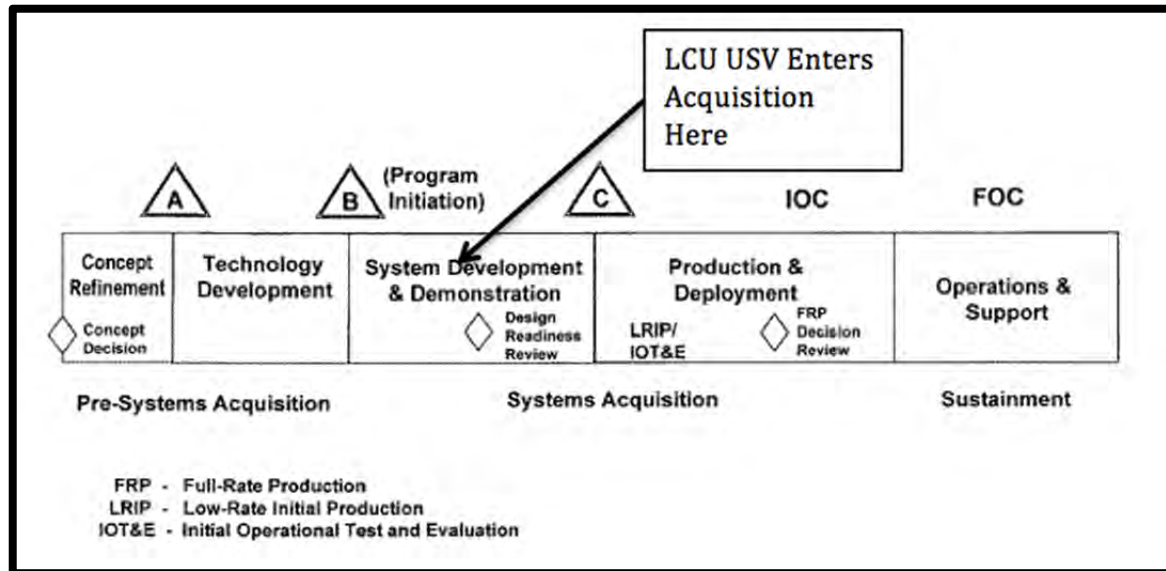 LCU USV Enters
Acquisition
Here
A
B
(Program
Initiation)
C
IOC
FOC
Concept
Refinement
Concept
Decision
Technology
Development
System Development
& Demonstration
Design
Readiness
Review
Production &
Deployment
LRIP/
IOT&E
FRP
Decision
Review
Operations &
Support
Pre-Systems Acquisition
Systems Acquisition
Sustainment
FRP - Full-Rate Production
LRIP - Low-Rate Initial Production
IOT&E - Initial Operational Test and Evaluation